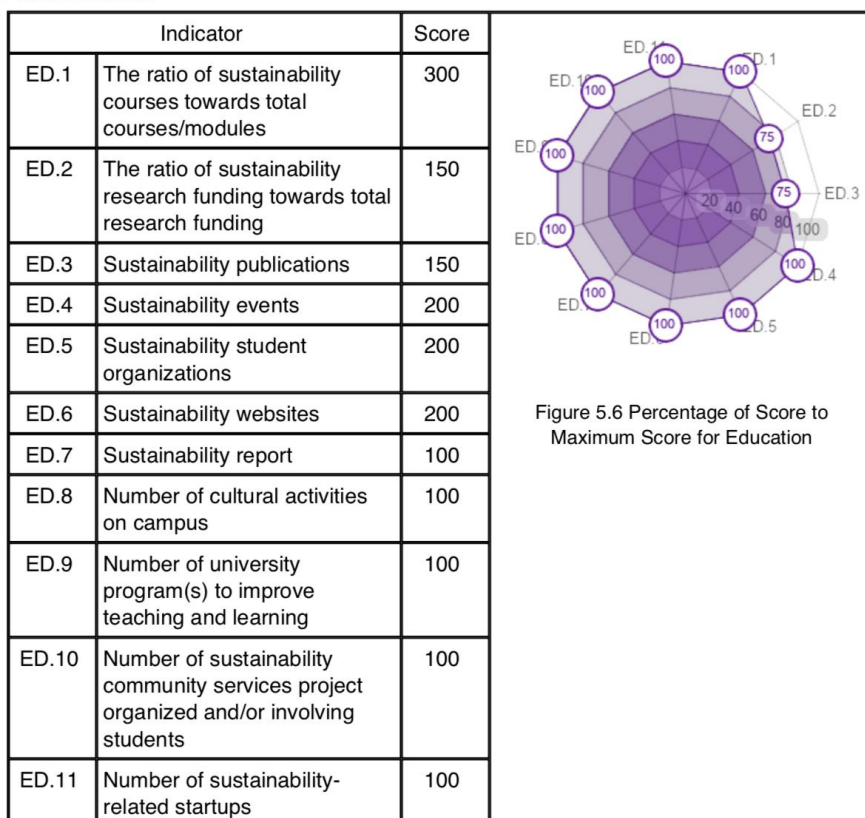 Indicator Score
ED.1 The ratio of sustainability 300
courses towards total
courses/modules
ED.2 The ratio of sustainability 150
research funding towards total
research funding
ED.3 Sustainability publications 150
ED.4 Sustainability events 200
ED.5 Sustainability student 200
organizations
ED.6 Sustainability websites 200
ED.7 Sustainability report 100
ED.8 Number of cultural activities 100
on campus
ED.9 Number of university 100
program(s) to improve
teaching and learning
ED.10 Number of sustainability 100
community services project
organized and/or involving
students
ED.11 Number of sustainability-
related startups 100
100
100
ED.2
75
75
ED.3
20 40 60 80 100
100
100
100
100
100
100
100
Figure 5.6 Percentage of Score to
Maximum Score for Education